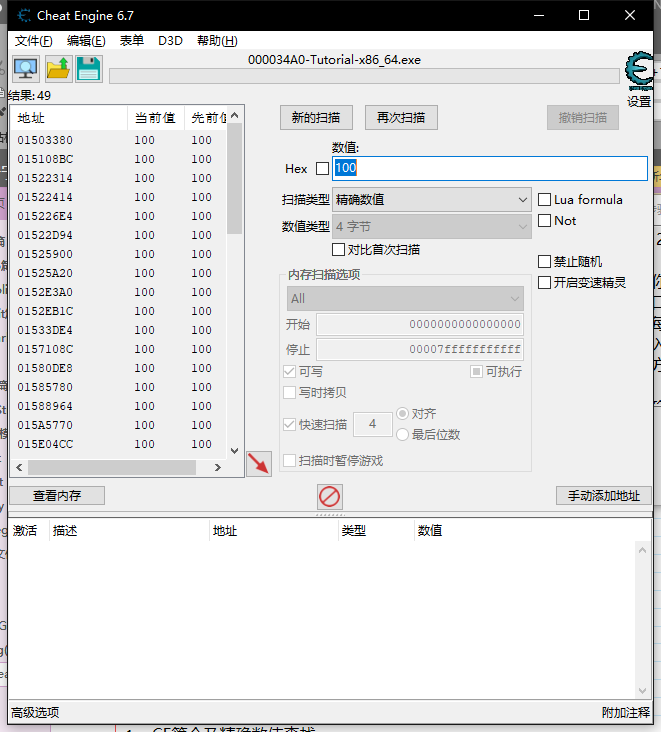 Cheat Engine 6.7
文件(F) 编辑(E) 表单 D3D 帮助(H)
000034A0-Tutorial-x86_64.exe
设置
结果: 49
地址 当前值 先前值
01503380 100 100
015108BC 100 100
01522314 100 100
01522414 100 100
015226E4 100 100
01522D94 100 100
01525900 100 100
01525A20 100 100
0152E3A0 100 100
0152EB1C 100 100
01533DE4 100 100
0157108C 100 100
01580DE8 100 100
01585780 100 100
01588964 100 100
015A5770 100 100
015E04CC 100 100
新的扫描 再次扫描 撤销扫描
数值:
Hex 100
扫描类型 精确数值 Lua formula
数值类型 4 字节 Not
对比首次扫描
禁止随机
开启变速精灵
内存扫描选项
All
开始 0000000000000000
停止 00007fffffffffff
可写 可执行
写时拷贝
快速扫描 4 对齐
最后位数
扫描时暂停游戏
查看内存 手动添加地址
激活 描述 地址 类型 数值
高级选项 附加注释